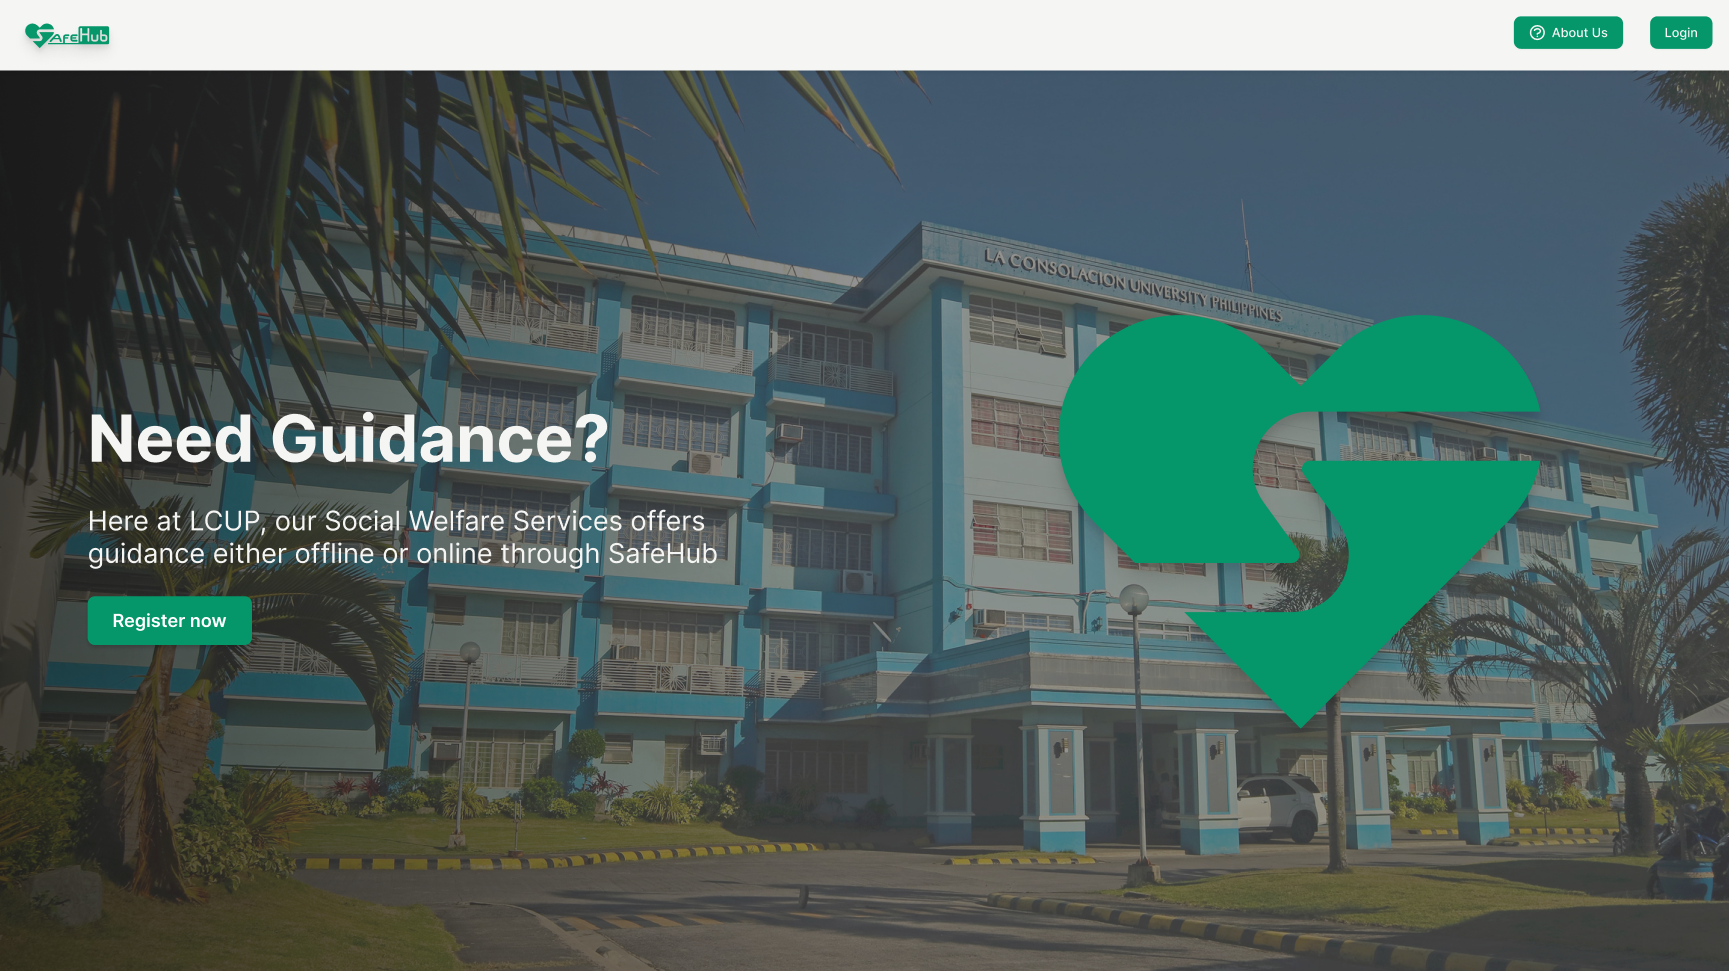 SafeHub
About Us
Login
LA CONSOLACION UNIVERSITY PHILIPPINES
Need Guidance?
Here at LCUP, our Social Welfare Services offers
guidance either offline or online through SafeHub
Register now